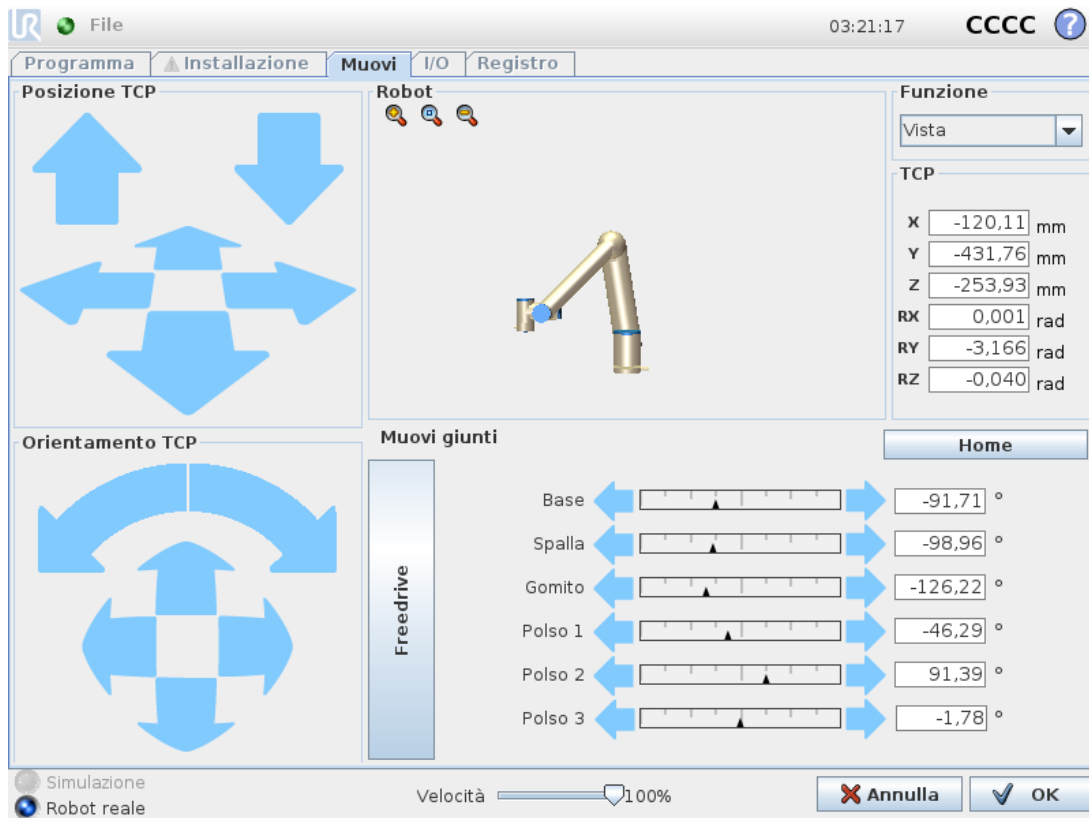 UR File 03:21:17 CCCC ?
Programma Installazione Muovi I/O Registro
Posizione TCP
Robot
Funzione
Vista
TCP
X -120,11 mm
Y -431,76 mm
Z -253,93 mm
RX 0,001 rad
RY -3,166 rad
RZ -0,040 rad
Orientamento TCP
Muovi giunti
Home
Freedrive
Base -91,71 °
Spalla -98,96 °
Gomito -126,22 °
Polso 1 -46,29 °
Polso 2 91,39 °
Polso 3 -1,78 °
Simulazione
Robot reale
Velocità 100%
Annulla
OK